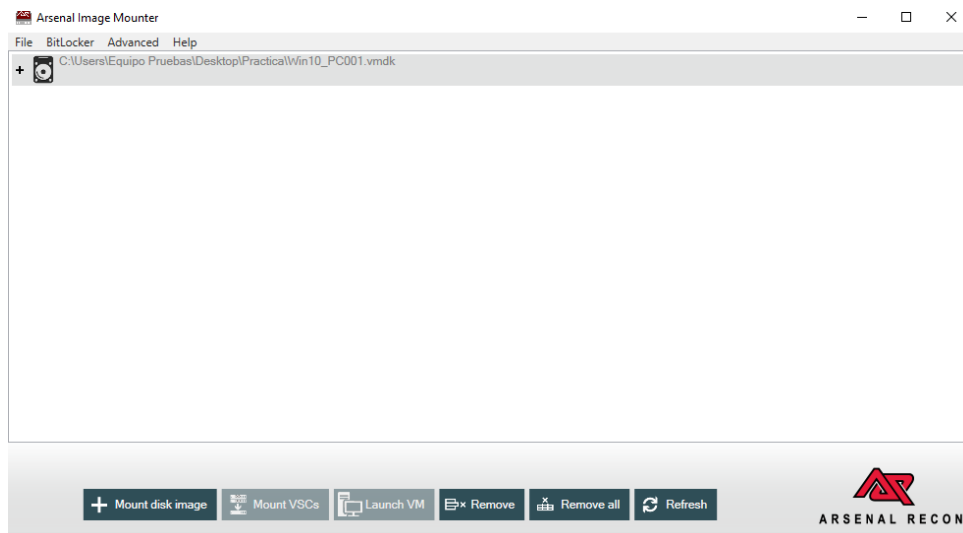 Arsenal Image Mounter
File BitLocker Advanced Help
C:\Users\Equipo Pruebas\Desktop\Practica\Win10_PC001.vmdk
Mount disk image Mount VSCs Launch VM Remove Remove all Refresh
ARSENAL RECON